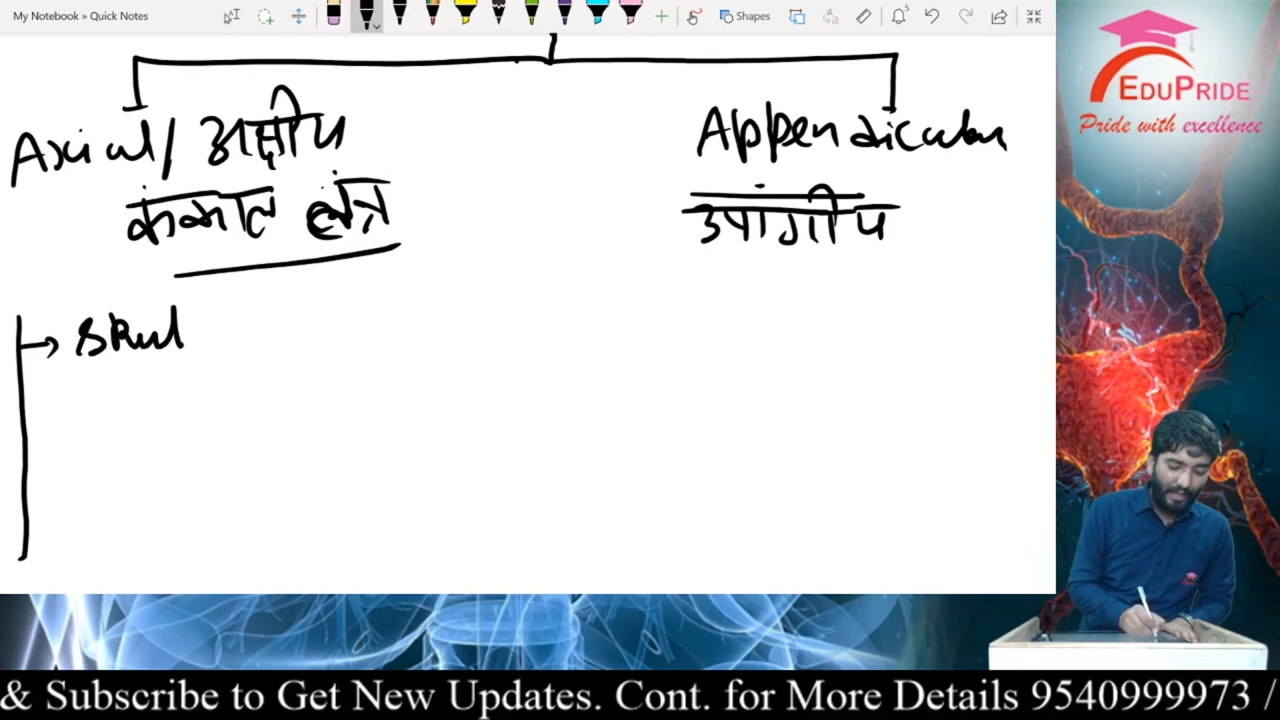 My Notebook » Quick Notes
Shapes
Axial / अक्षीय
कंकाल तंत्र
Appendicular
उपांगीय
→ Skul
EDUPRIDE
Pride with excellence
& Subscribe to Get New Updates. Cont. for More Details 9540999973 /